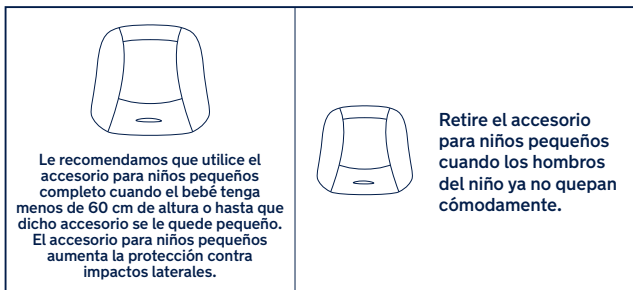 Le recomendamos que utilice el
accesorio para niños pequeños
completo cuando el bebé tenga
menos de 60 cm de altura o hasta que
dicho accesorio se le quede pequeño.
El accesorio para niños pequeños
aumenta la protección contra
impactos laterales.
Retire el accesorio
para niños pequeños
cuando los hombros
del niño ya no quepan
cómodamente.